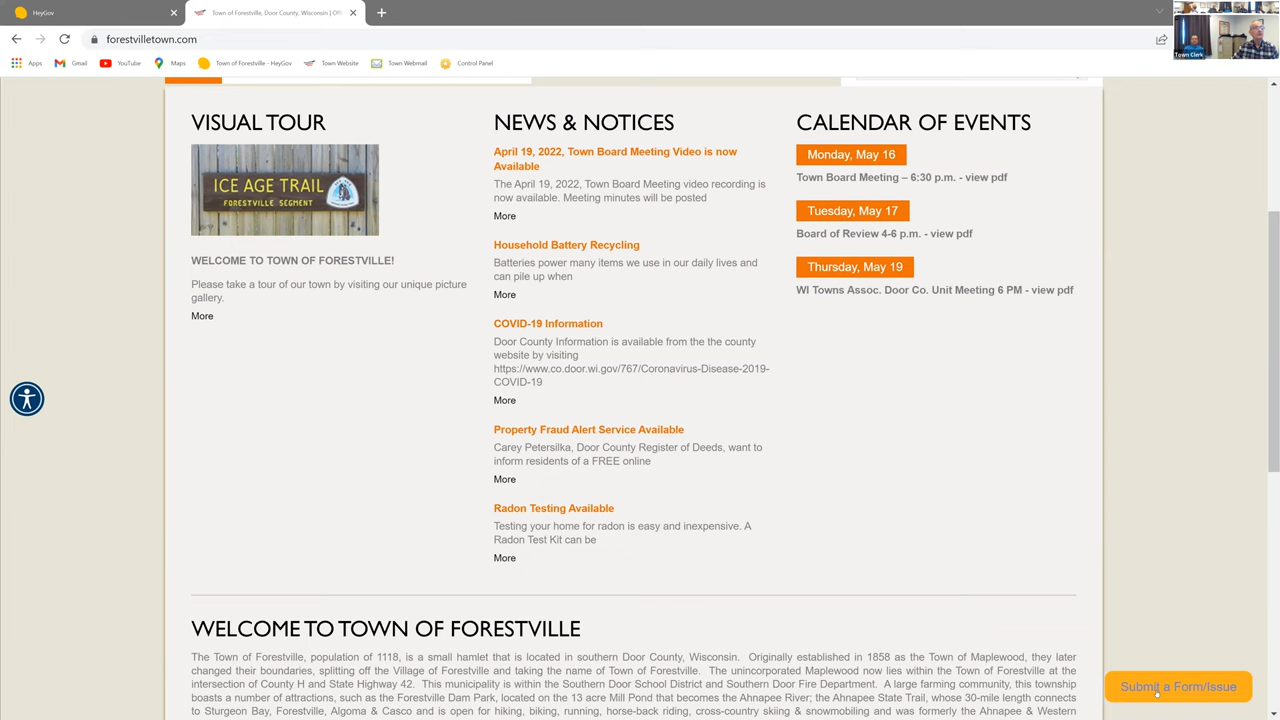 HeyGov
Town of Forestville, Door County, Wisconsin | Off
forestvilletown.com
Apps
Gmail
YouTube
Maps
Town of Forestville - HeyGov
Town Website
Town Webmail
Control Panel
Town Clerk
VISUAL TOUR
ICE AGE TRAIL
FORESTVILLE SEGMENT
WELCOME TO TOWN OF FORESTVILLE!
Please take a tour of our town by visiting our unique picture
gallery.
More
NEWS & NOTICES
April 19, 2022, Town Board Meeting Video is now
Available
The April 19, 2022, Town Board Meeting video recording is
now available. Meeting minutes will be posted
More
Household Battery Recycling
Batteries power many items we use in our daily lives and
can pile up when
More
COVID-19 Information
Door County Information is available from the the county
website by visiting
https://www.co.door.wi.gov/767/Coronavirus-Disease-2019-
COVID-19
More
Property Fraud Alert Service Available
Carey Petersilka, Door County Register of Deeds, want to
inform residents of a FREE online
More
Radon Testing Available
Testing your home for radon is easy and inexpensive. A
Radon Test Kit can be
More
CALENDAR OF EVENTS
Monday, May 16
Town Board Meeting – 6:30 p.m. - view pdf
Tuesday, May 17
Board of Review 4-6 p.m. - view pdf
Thursday, May 19
WI Towns Assoc. Door Co. Unit Meeting 6 PM - view pdf
WELCOME TO TOWN OF FORESTVILLE
The Town of Forestville, population of 1118, is a small hamlet that is located in southern Door County, Wisconsin. Originally established in 1858 as the Town of Maplewood, they later
changed their boundaries, splitting off the Village of Forestville and taking the name of Town of Forestville. The unincorporated Maplewood now lies within the Town of Forestville at the
intersection of County H and State Highway 42. This municipality is within the Southern Door School District and Southern Door Fire Department. A large farming community, this township
boasts a number of attractions, such as the Forestville Dam Park, located on the 13 acre Mill Pond that becomes the Ahnapee River; the Ahnapee State Trail, whose 30-mile length connects
to Sturgeon Bay, Forestville, Algoma & Casco and is open for hiking, biking, running, horse-back riding, cross-country skiing & snowmobiling and was formerly the Ahnapee & Western
Submit a Form/Issue